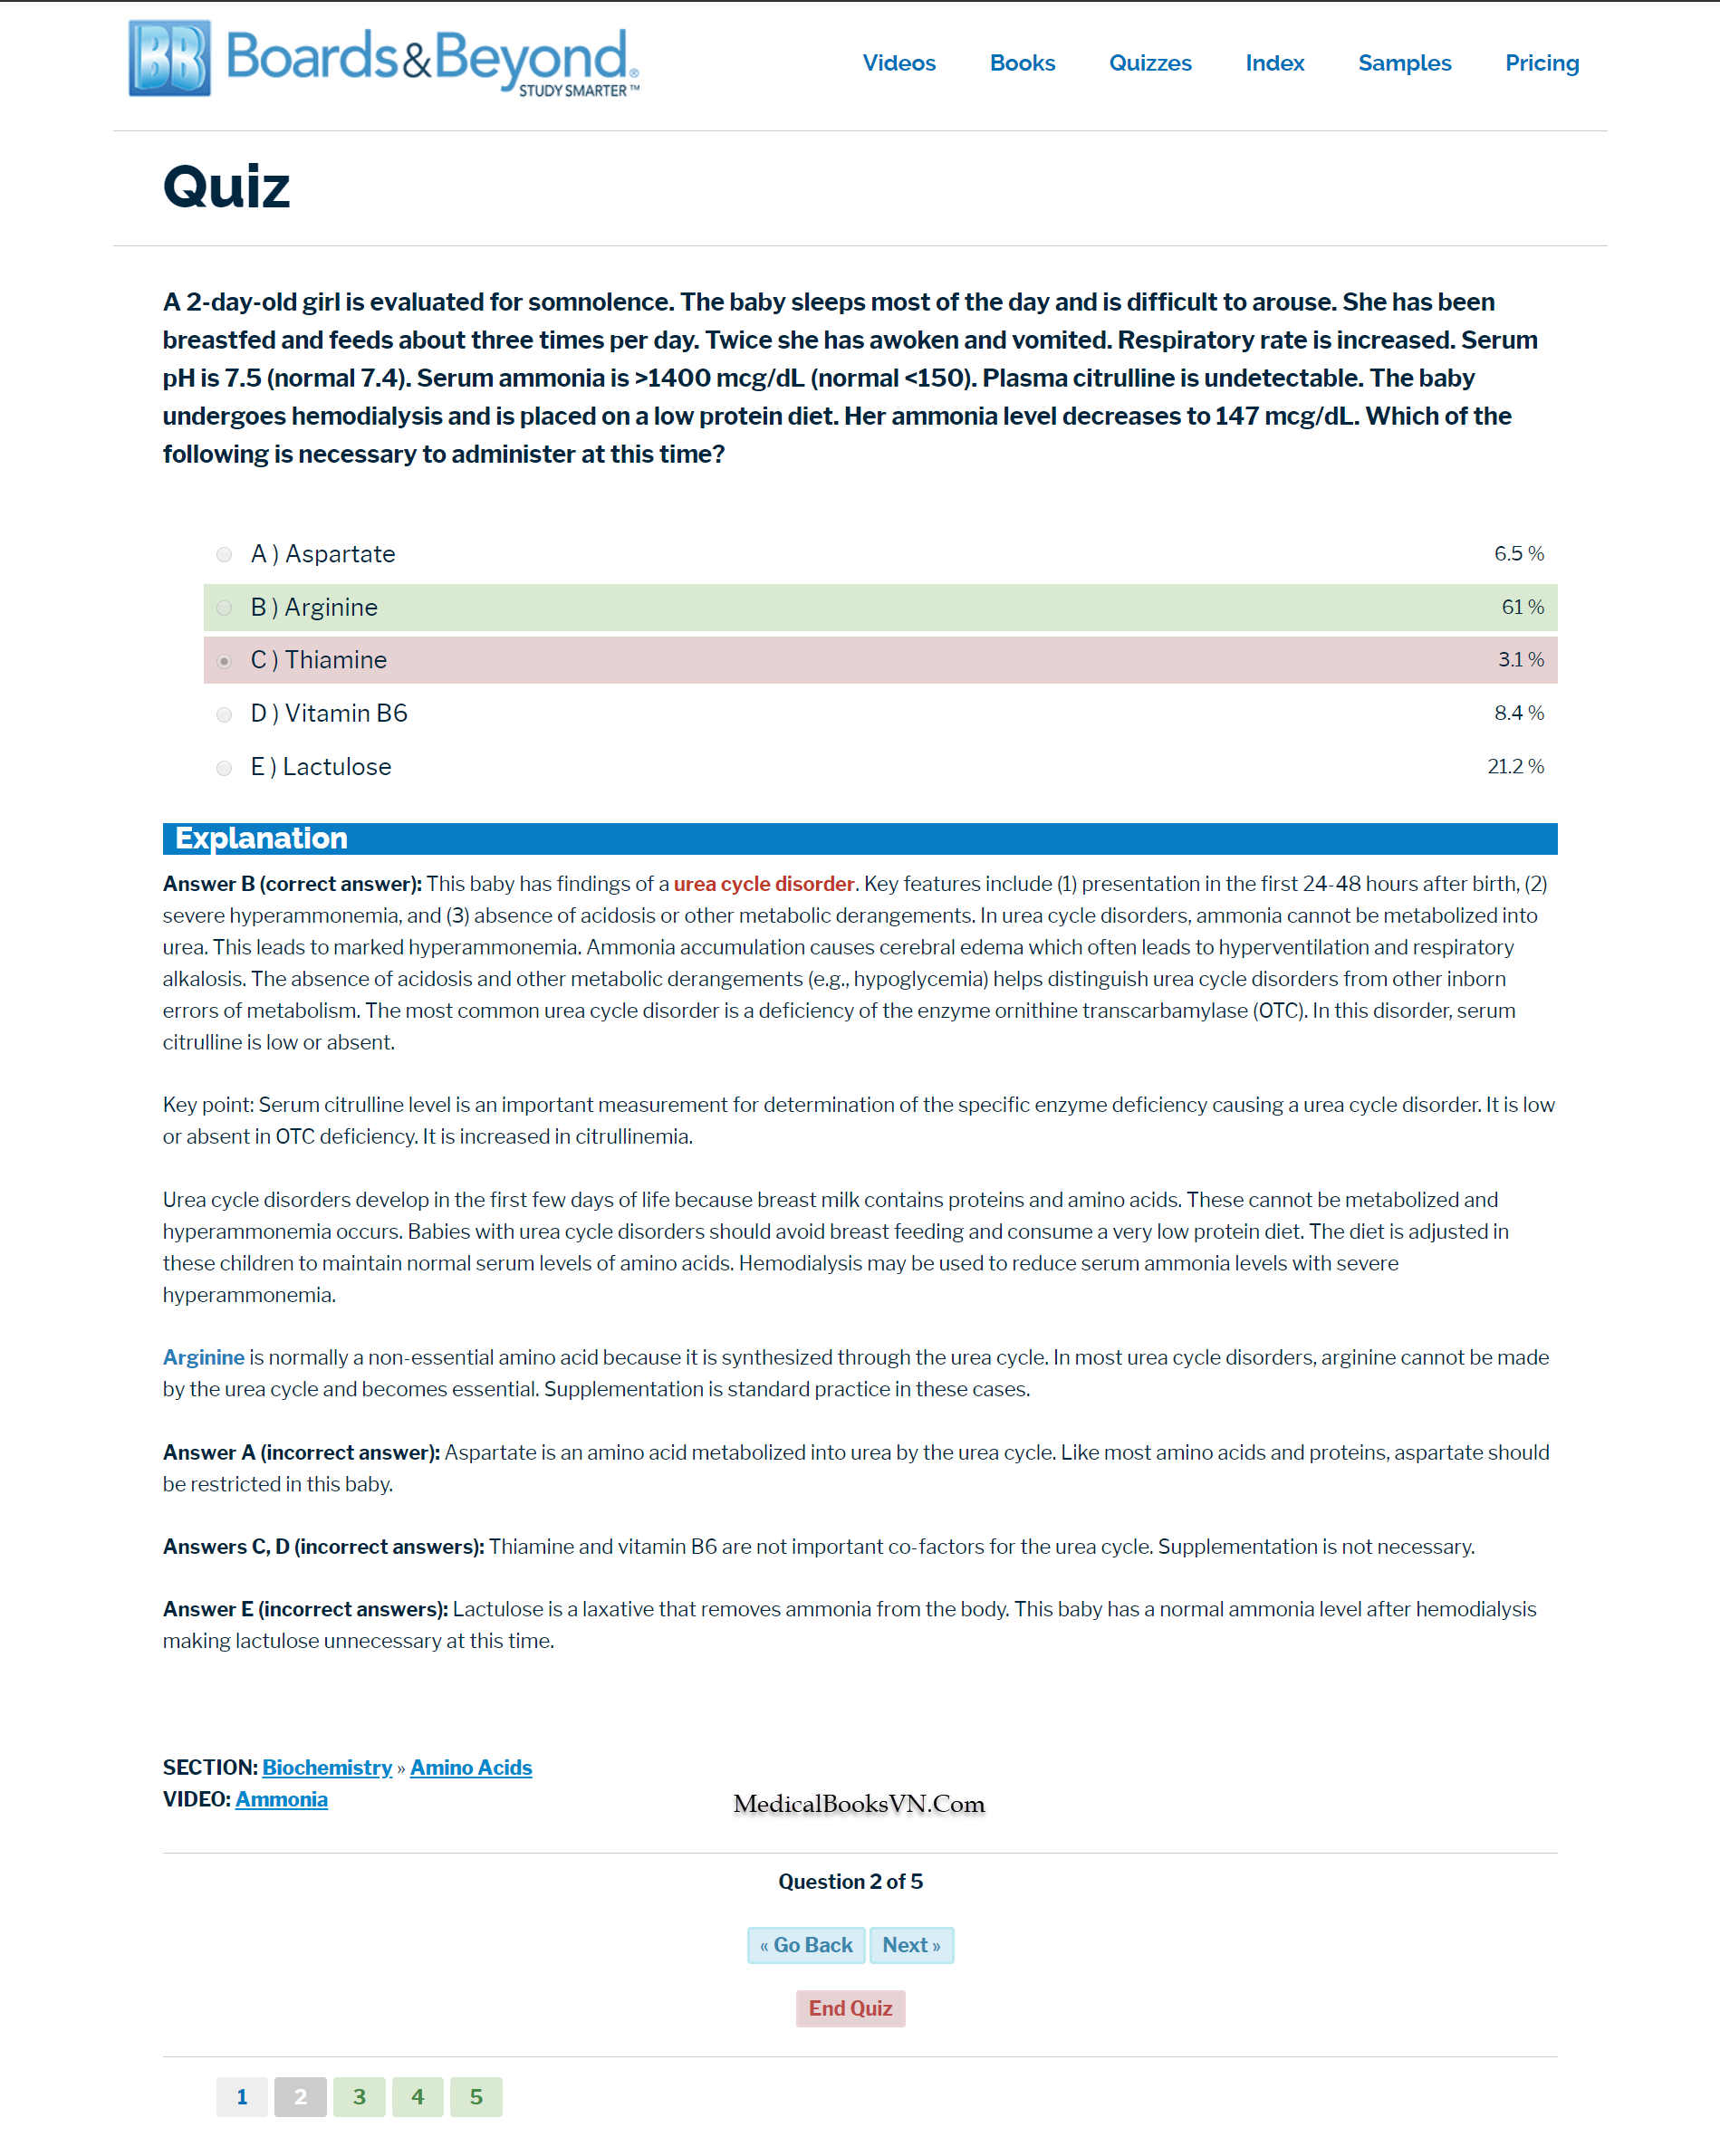 BB Boards&Beyond®
STUDY SMARTER™
Videos Books Quizzes Index Samples Pricing
Quiz
A 2-day-old girl is evaluated for somnolence. The baby sleeps most of the day and is difficult to arouse. She has been
breastfed and feeds about three times per day. Twice she has awoken and vomited. Respiratory rate is increased. Serum
pH is 7.5 (normal 7.4). Serum ammonia is >1400 mcg/dL (normal <150). Plasma citrulline is undetectable. The baby
undergoes hemodialysis and is placed on a low protein diet. Her ammonia level decreases to 147 mcg/dL. Which of the
following is necessary to administer at this time?
A ) Aspartate 6.5 %
B ) Arginine 61 %
C ) Thiamine 3.1 %
D ) Vitamin B6 8.4 %
E ) Lactulose 21.2 %
Explanation
Answer B (correct answer): This baby has findings of a urea cycle disorder. Key features include (1) presentation in the first 24-48 hours after birth, (2)
severe hyperammonemia, and (3) absence of acidosis or other metabolic derangements. In urea cycle disorders, ammonia cannot be metabolized into
urea. This leads to marked hyperammonemia. Ammonia accumulation causes cerebral edema which often leads to hyperventilation and respiratory
alkalosis. The absence of acidosis and other metabolic derangements (e.g., hypoglycemia) helps distinguish urea cycle disorders from other inborn
errors of metabolism. The most common urea cycle disorder is a deficiency of the enzyme ornithine transcarbamylase (OTC). In this disorder, serum
citrulline is low or absent.
Key point: Serum citrulline level is an important measurement for determination of the specific enzyme deficiency causing a urea cycle disorder. It is low
or absent in OTC deficiency. It is increased in citrullinemia.
Urea cycle disorders develop in the first few days of life because breast milk contains proteins and amino acids. These cannot be metabolized and
hyperammonemia occurs. Babies with urea cycle disorders should avoid breast feeding and consume a very low protein diet. The diet is adjusted in
these children to maintain normal serum levels of amino acids. Hemodialysis may be used to reduce serum ammonia levels with severe
hyperammonemia.
Arginine is normally a non-essential amino acid because it is synthesized through the urea cycle. In most urea cycle disorders, arginine cannot be made
by the urea cycle and becomes essential. Supplementation is standard practice in these cases.
Answer A (incorrect answer): Aspartate is an amino acid metabolized into urea by the urea cycle. Like most amino acids and proteins, aspartate should
be restricted in this baby.
Answers C, D (incorrect answers): Thiamine and vitamin B6 are not important co-factors for the urea cycle. Supplementation is not necessary.
Answer E (incorrect answers): Lactulose is a laxative that removes ammonia from the body. This baby has a normal ammonia level after hemodialysis
making lactulose unnecessary at this time.
SECTION: Biochemistry » Amino Acids
VIDEO: Ammonia
MedicalBooksVN.Com
Question 2 of 5
« Go Back Next »
End Quiz
1 2 3 4 5